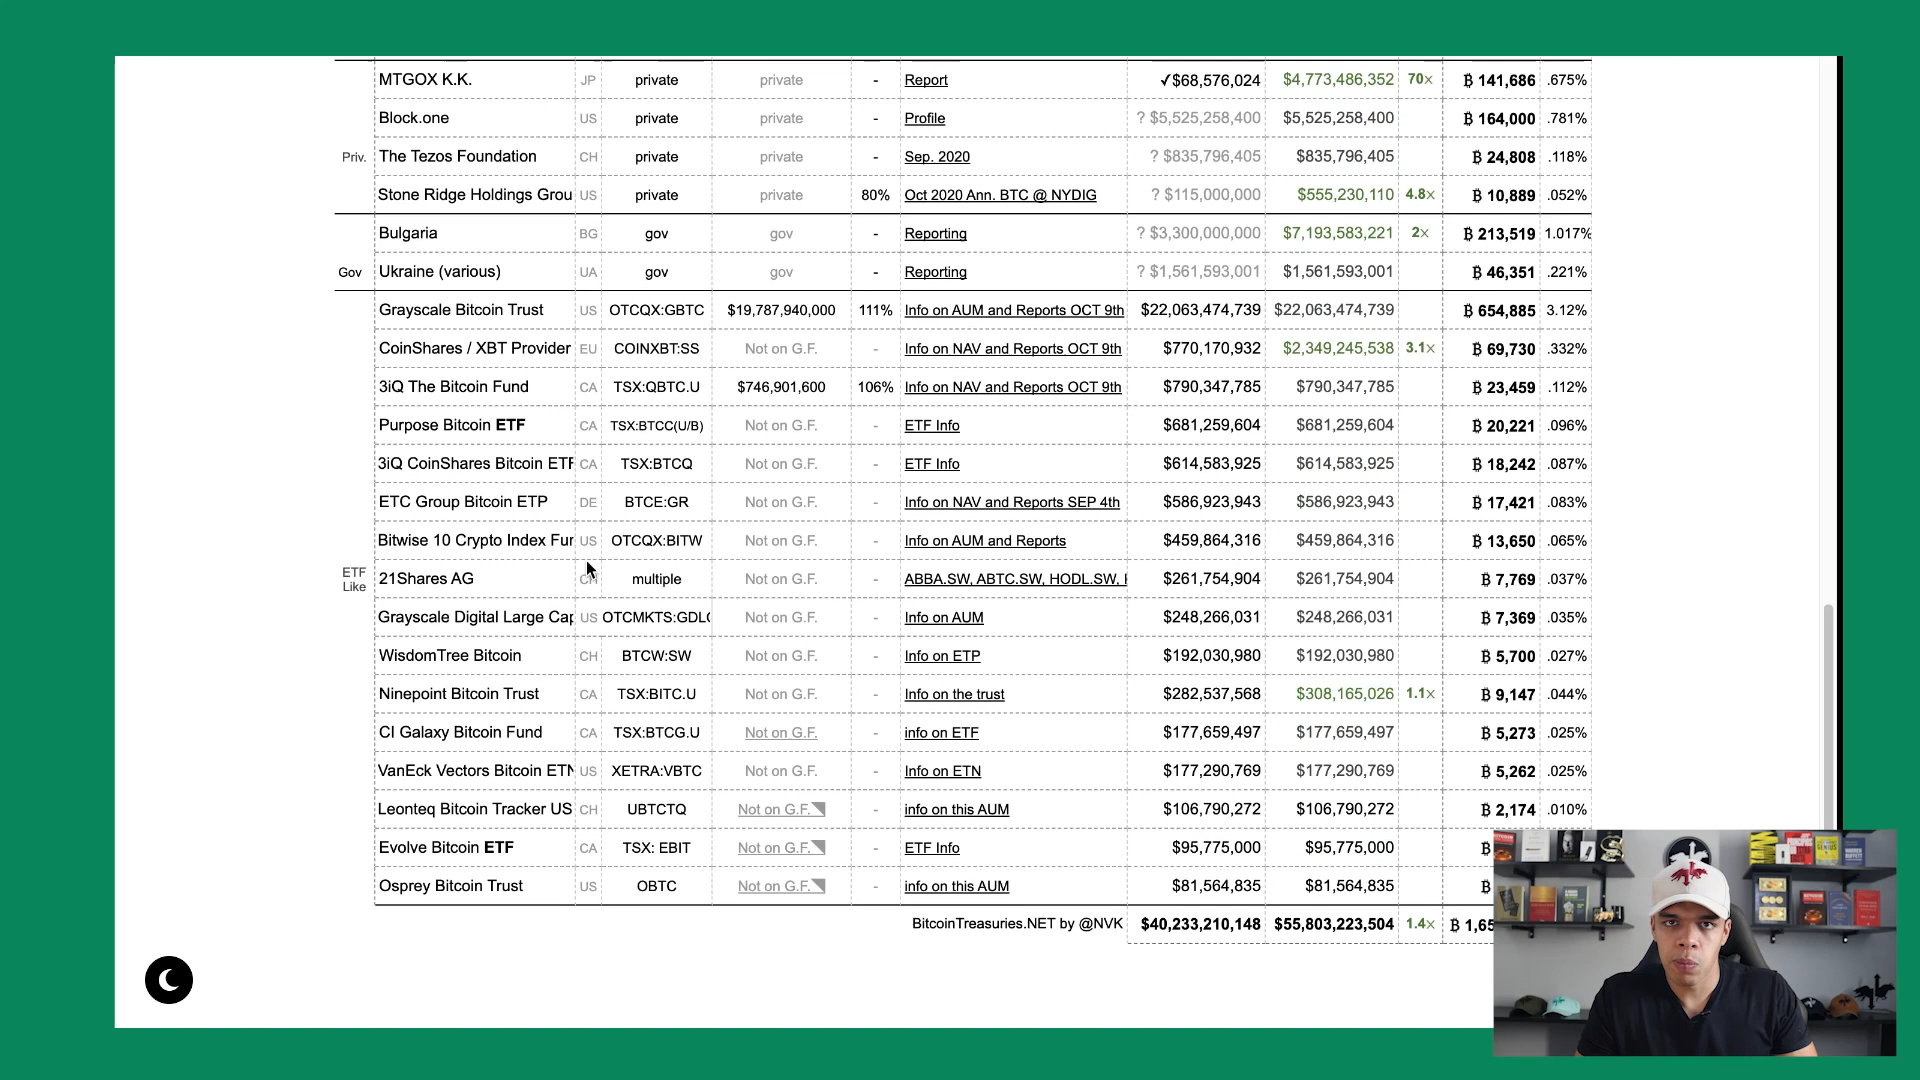 MTGOX K.K. JP private private - Report ✓$68,576,024 $4,773,486,352 70x ₿ 141,686 .675%
Block.one US private private - Profile ? $5,525,258,400 $5,525,258,400 ₿ 164,000 .781%
Priv. The Tezos Foundation CH private private - Sep. 2020 ? $835,796,405 $835,796,405 ₿ 24,808 .118%
Stone Ridge Holdings Grou US private private 80% Oct 2020 Ann. BTC @ NYDIG ? $115,000,000 $555,230,110 4.8x ₿ 10,889 .052%
Bulgaria BG gov gov - Reporting ? $3,300,000,000 $7,193,583,221 2x ₿ 213,519 1.017%
Gov Ukraine (various) UA gov gov - Reporting ? $1,561,593,001 $1,561,593,001 ₿ 46,351 .221%
Grayscale Bitcoin Trust US OTCQX:GBTC $19,787,940,000 111% Info on AUM and Reports OCT 9th $22,063,474,739 $22,063,474,739 ₿ 654,885 3.12%
CoinShares / XBT Provider EU COINXBT:SS Not on G.F. - Info on NAV and Reports OCT 9th $770,170,932 $2,349,245,538 3.1x ₿ 69,730 .332%
3iQ The Bitcoin Fund CA TSX:QBTC.U $746,901,600 106% Info on NAV and Reports OCT 9th $790,347,785 $790,347,785 ₿ 23,459 .112%
Purpose Bitcoin ETF CA TSX:BTCC(U/B) Not on G.F. - ETF Info $681,259,604 $681,259,604 ₿ 20,221 .096%
3iQ CoinShares Bitcoin ETF CA TSX:BTCQ Not on G.F. - ETF Info $614,583,925 $614,583,925 ₿ 18,242 .087%
ETC Group Bitcoin ETP DE BTCE:GR Not on G.F. - Info on NAV and Reports SEP 4th $586,923,943 $586,923,943 ₿ 17,421 .083%
Bitwise 10 Crypto Index Fun US OTCQX:BITW Not on G.F. - Info on AUM and Reports $459,864,316 $459,864,316 ₿ 13,650 .065%
ETF Like 21Shares AG CH multiple Not on G.F. - ABBA.SW, ABTC.SW, HODL.SW, $261,754,904 $261,754,904 ₿ 7,769 .037%
Grayscale Digital Large Cap US OTCMKTS:GDLC Not on G.F. - Info on AUM $248,266,031 $248,266,031 ₿ 7,369 .035%
WisdomTree Bitcoin CH BTCW:SW Not on G.F. - Info on ETP $192,030,980 $192,030,980 ₿ 5,700 .027%
Ninepoint Bitcoin Trust CA TSX:BITC.U Not on G.F. - Info on the trust $282,537,568 $308,165,026 1.1x ₿ 9,147 .044%
CI Galaxy Bitcoin Fund CA TSX:BTCG.U Not on G.F. - info on ETF $177,659,497 $177,659,497 ₿ 5,273 .025%
VanEck Vectors Bitcoin ETN US XETRA:VBTC Not on G.F. - Info on ETN $177,290,769 $177,290,769 ₿ 5,262 .025%
Leonteq Bitcoin Tracker US CH UBTCTQ Not on G.F. - info on this AUM $106,790,272 $106,790,272 ₿ 2,174 .010%
Evolve Bitcoin ETF CA TSX: EBIT Not on G.F. - ETF Info $95,775,000 $95,775,000 ₿
Osprey Bitcoin Trust US OBTC Not on G.F. - info on this AUM $81,564,835 $81,564,835 ₿
BitcoinTreasuries.NET by @NVK $40,233,210,148 $55,803,223,504 1.4x ₿ 1,65